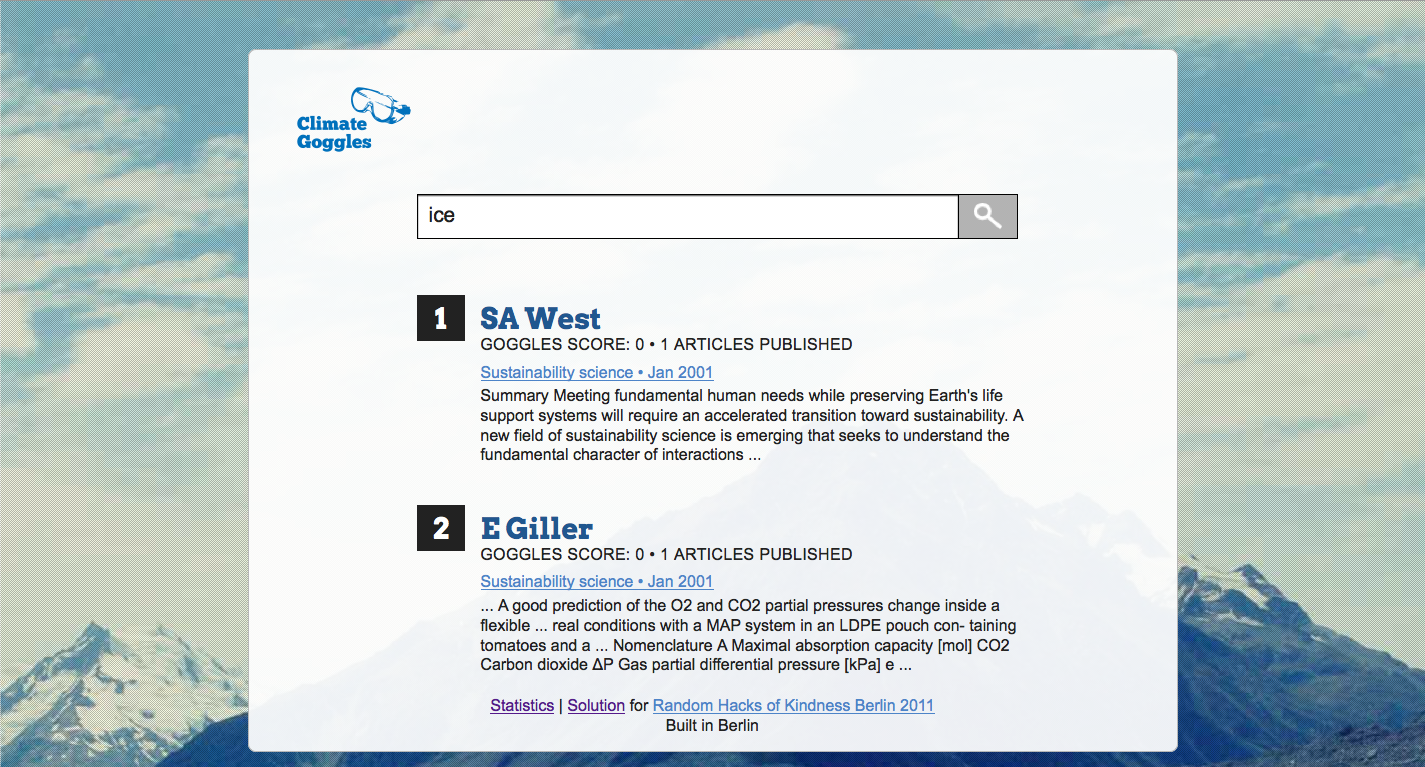 Climate
Goggles
ice
1
SA West
GOGGLES SCORE: 0 • 1 ARTICLES PUBLISHED
Sustainability science • Jan 2001
Summary Meeting fundamental human needs while preserving Earth's life
support systems will require an accelerated transition toward sustainability. A
new field of sustainability science is emerging that seeks to understand the
fundamental character of interactions ...
2
E Giller
GOGGLES SCORE: 0 • 1 ARTICLES PUBLISHED
Sustainability science • Jan 2001
... A good prediction of the O2 and CO2 partial pressures change inside a
flexible ... real conditions with a MAP system in an LDPE pouch con- taining
tomatoes and a ... Nomenclature A Maximal absorption capacity [mol] CO2
Carbon dioxide ΔP Gas partial differential pressure [kPa] e ...
Statistics | Solution for Random Hacks of Kindness Berlin 2011
Built in Berlin